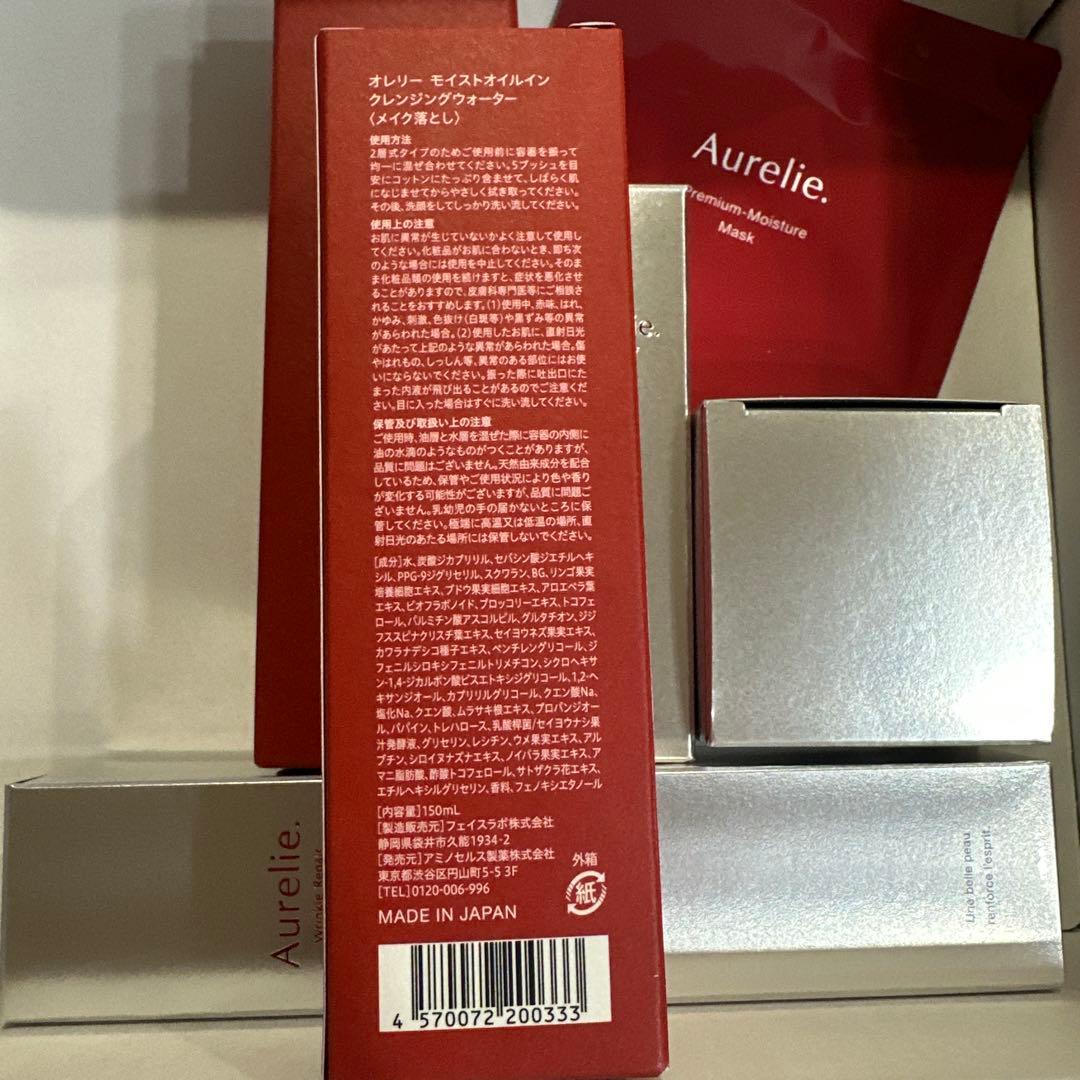 オレリー モイストオイルイン
クレンジングウォーター
〈メイク落とし〉
使用方法
2層式タイプのためご使用前に容器を振って
均一に混ぜ合わせてください。5プッシュを目
安にコットンにたっぷり含ませて、しばらく肌
になじませてからやさしく拭き取ってください。
その後、洗顔をしてしっかり洗い流してください。
使用上の注意
お肌に異常が生じていないかよく注意して使用し
てください。化粧品がお肌に合わないとき、即ち次
のような場合には使用を中止してください。そのま
ま化粧品類の使用を続けますと、症状を悪化させ
ることがありますので、皮膚科専門医等にご相談さ
れることをおすすめします。(1)使用中、赤味、はれ、
かゆみ、刺激、色抜け(白斑等)や黒ずみ等の異常
があらわれた場合。(2)使用したお肌に、直射日光
があたって上記のような異常があらわれた場合。傷
やはれもの、しっしん等、異常のある部位にはお使
いにならないでください。振った際に吐出口にた
まった内液が飛び出ることがあるのでご注意くだ
さい。目に入った場合はすぐに洗い流してください。
保管及び取扱い上の注意
ご使用時、油層と水層を混ぜた際に容器の内側に
油の水滴のようなものがつくことがありますが、
品質に問題はございません。天然由来成分を配合
しているため、保管やご使用状況により色や香り
が変化する可能性がございますが、品質に問題ご
ざいません。乳幼児の手の届かないところに保
管してください。極端に高温又は低温の場所、直
射日光のあたる場所には保管しないでください。
[成分]水、炭酸ジカプリリル、セバシン酸ジエチルヘキ
シル、PPG-9ジグリセリル、スクワラン、BG、リンゴ果実
培養細胞エキス、ブドウ果実細胞エキス、アロエベラ葉
エキス、ビオフラボノイド、ブロッコリーエキス、トコフェ
ロール、パルミチン酸アスコルビル、グルタチオン、ジジ
フススピナクリスチ葉エキス、セイヨウネズ果実エキス、
カワラナデシコ種子エキス、ペンチレングリコール、ジ
フェニルシロキシフェニルトリメチコン、シクロヘキサ
ン-1,4-ジカルボン酸ビスエトキシジグリコール、1,2-ヘ
キサンジオール、カプリリルグリコール、クエン酸Na、
塩化Na、クエン酸、ムラサキ根エキス、プロパンジオー
ル、パパイン、トレハロース、乳酸桿菌/セイヨウナシ果
汁発酵液、グリセリン、レシチン、ウメ果実エキス、アル
ブチン、シロイヌナズナエキス、ノイバラ果実エキス、ア
マニ脂肪酸、酢酸トコフェロール、サトザクラ花エキス、
エチルヘキシルグリセリン、香料、フェノキシエタノール
[内容量]150mL
[製造販売元]フェイスラボ株式会社
静岡県袋井市久能1934-2
[発売元]アミノセルス製薬株式会社
東京都渋谷区円山町5-5 3F
[TEL]0120-006-996
MADE IN JAPAN
外箱
紙
4 570072 200333
Aurelie.
Premium-Moisture
Mask
e.
Aurelie.
Wrinkle Repair
Une belle peau
renforce l'esprit.